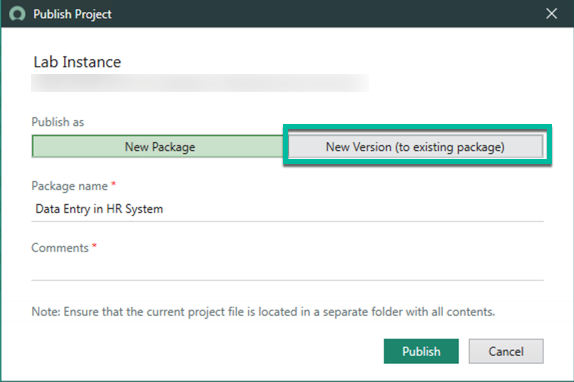 Publish Project
Lab Instance
Publish as
New Package New Version (to existing package)
Package name *
Data Entry in HR System
Comments *
Note: Ensure that the current project file is located in a separate folder with all contents.
Publish Cancel